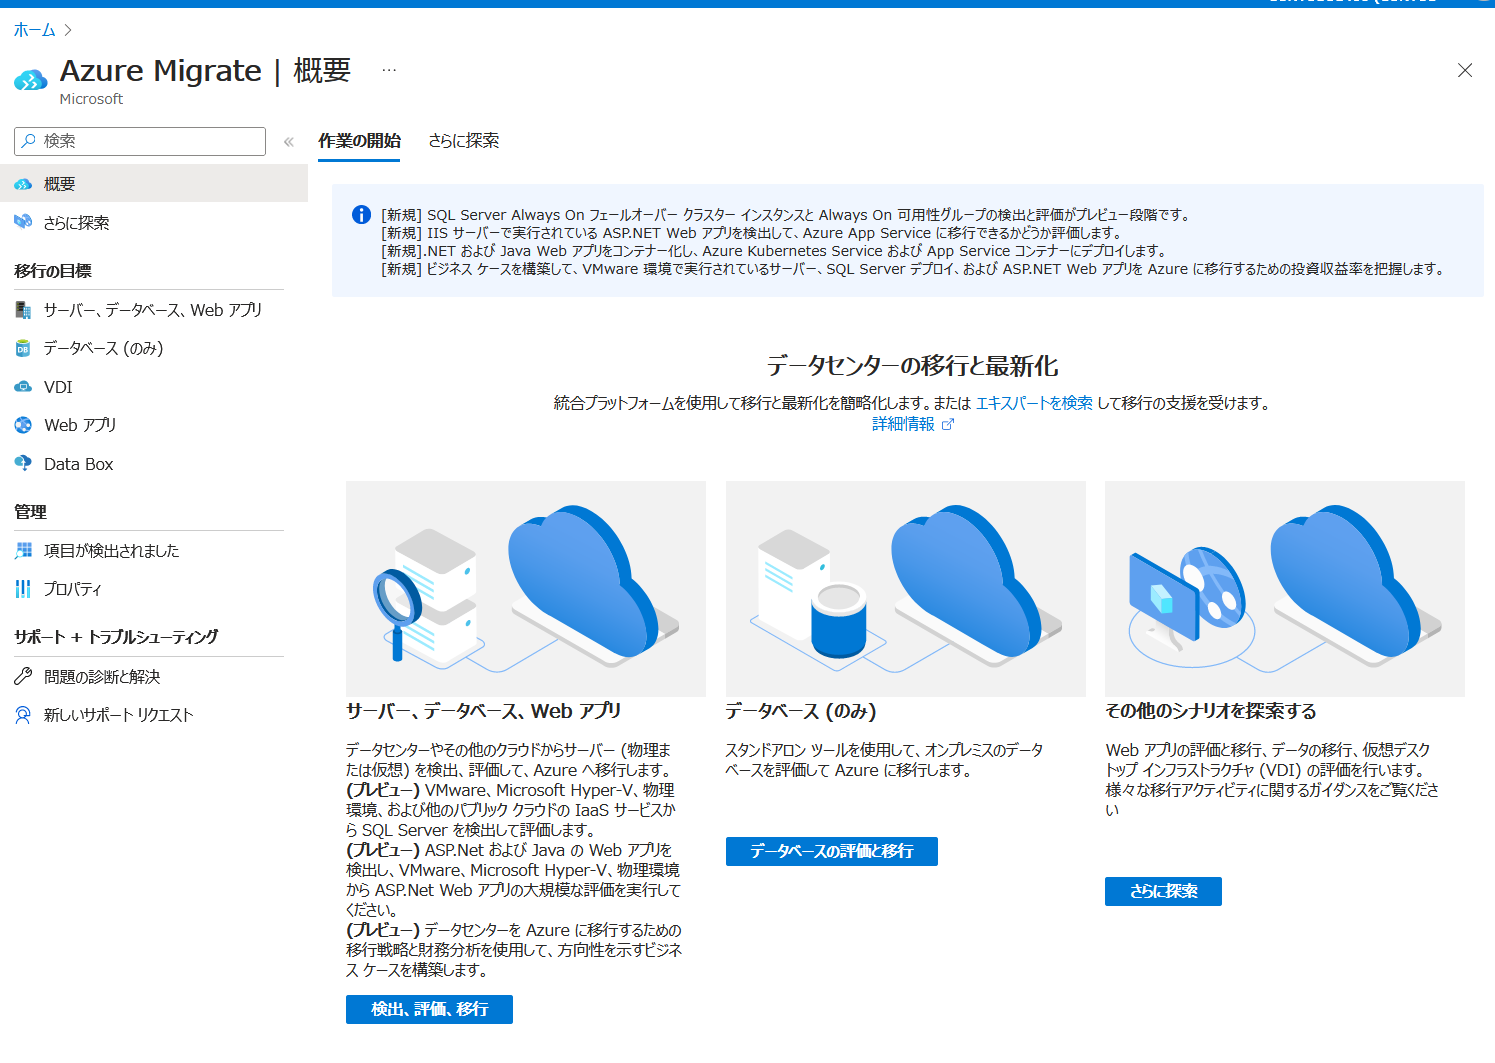 ホーム
Azure Migrate | 概要 …
Microsoft
検索
«
概要
さらに探索
移行の目標
サーバー、データベース、Web アプリ
データベース (のみ)
VDI
Web アプリ
Data Box
管理
項目が検出されました
プロパティ
サポート + トラブルシューティング
問題の診断と解決
新しいサポート リクエスト
作業の開始 さらに探索
[新規] SQL Server Always On フェールオーバー クラスター インスタンスと Always On 可用性グループの検出と評価がプレビュー段階です。
[新規] IIS サーバーで実行されている ASP.NET Web アプリを検出して、Azure App Service に移行できるかどうか評価します。
[新規].NET および Java Web アプリをコンテナー化し、Azure Kubernetes Service および App Service コンテナーにデプロイします。
[新規] ビジネス ケースを構築して、VMware 環境で実行されているサーバー、SQL Server デプロイ、および ASP.NET Web アプリを Azure に移行するための投資収益率を把握します。
データセンターの移行と最新化
統合プラットフォームを使用して移行と最新化を簡略化します。または エキスパートを検索 して移行の支援を受けます。
詳細情報
サーバー、データベース、Web アプリ
データセンターやその他のクラウドからサーバー (物理ま
たは仮想) を検出、評価して、Azure へ移行します。
(プレビュー) VMware、Microsoft Hyper-V、物理
環境、および他のパブリック クラウドの IaaS サービスか
ら SQL Server を検出して評価します。
(プレビュー) ASP.Net および Java の Web アプリを
検出し、VMware、Microsoft Hyper-V、物理環境
から ASP.Net Web アプリの大規模な評価を実行して
ください。
(プレビュー) データセンターを Azure に移行するための
移行戦略と財務分析を使用して、方向性を示すビジネ
ス ケースを構築します。
検出、評価、移行
データベース (のみ)
スタンドアロン ツールを使用して、オンプレミスのデータ
ベースを評価して Azure に移行します。
データベースの評価と移行
その他のシナリオを探索する
Web アプリの評価と移行、データの移行、仮想デスク
トップ インフラストラクチャ (VDI) の評価を行います。
様々な移行アクティビティに関するガイダンスをご覧くださ
い
さらに探索